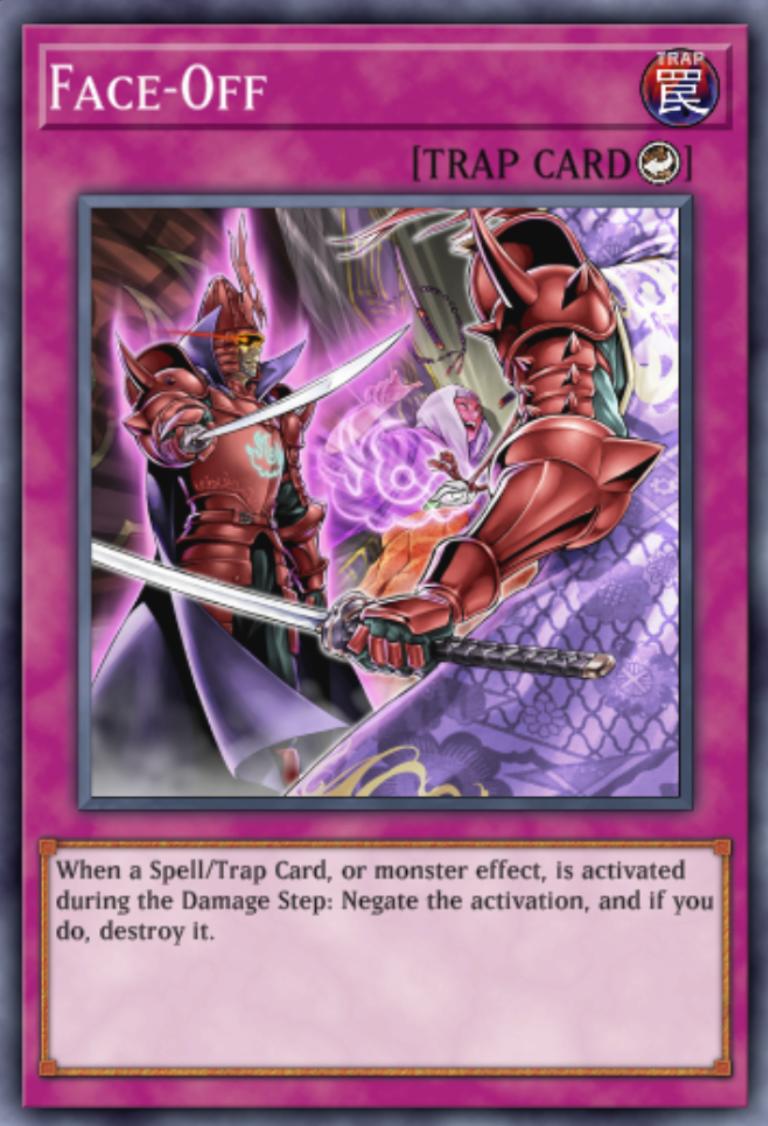 Face-Off
TRAP
罠
[TRAP CARD]
When a Spell/Trap Card, or monster effect, is activated
during the Damage Step: Negate the activation, and if you
do, destroy it.